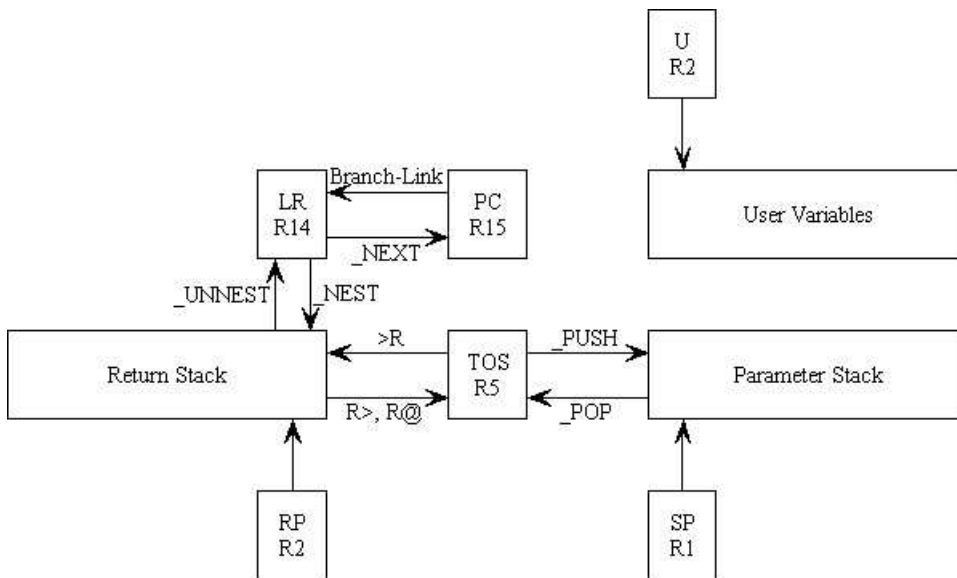 U
R2
Branch-Link
LR
R14
PC
R15
User Variables
_NEXT
_UNNEST
_NEST
>R
_PUSH
Return Stack
TOS
R5
Parameter Stack
R>, R@
_POP
RP
R2
SP
R1